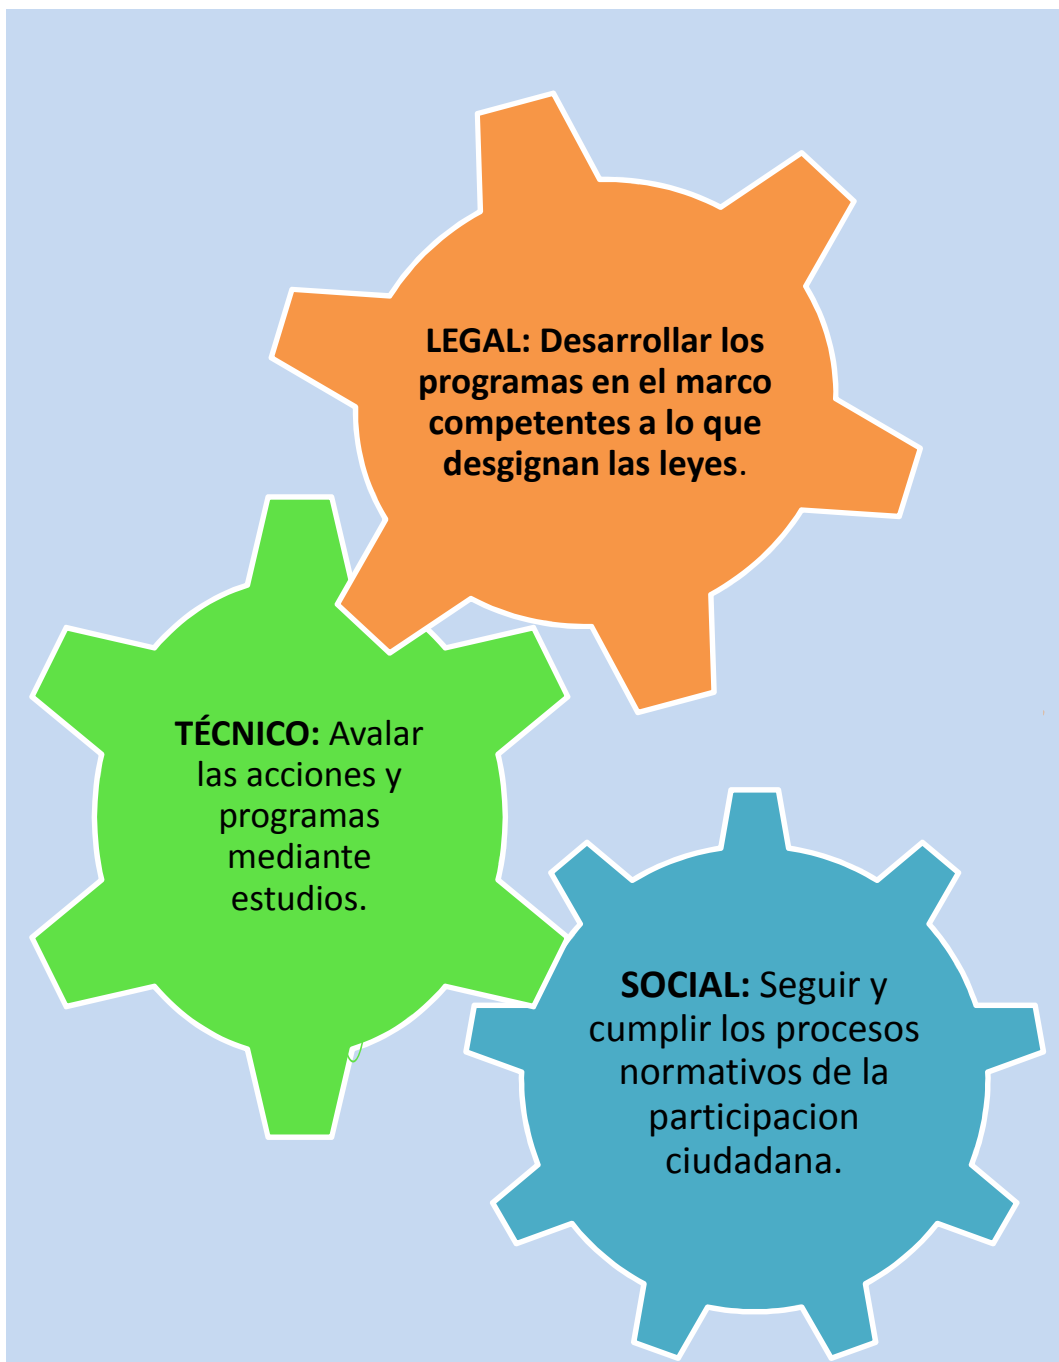 LEGAL: Desarrollar los
programas en el marco
competentes a lo que
desgignan las leyes.
TÉCNICO: Avalar
las acciones y
programas
mediante
estudios.
SOCIAL: Seguir y
cumplir los procesos
normativos de la
participacion
ciudadana.